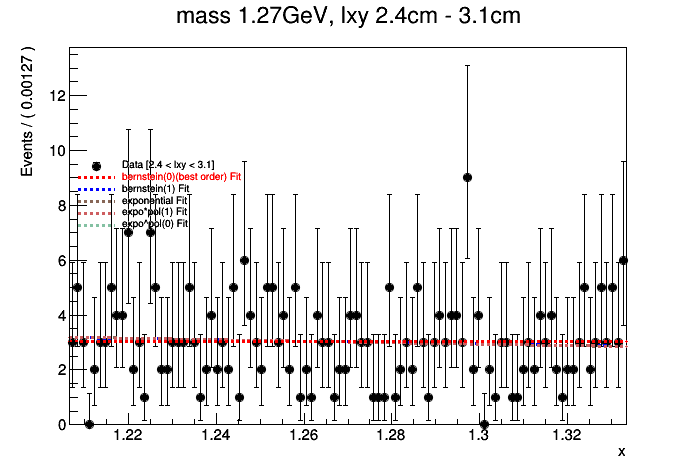 mass 1.27GeV, lxy 2.4cm - 3.1cm
Events / ( 0.00127 )
12
10
8
6
4
2
0
Data [2.4 < lxy < 3.1]
bernstein(0)(best order) Fit
bernstein(1) Fit
exponential Fit
expo*pol(1) Fit
expo^pol(0) Fit
1.22 1.24 1.26 1.28 1.3 1.32
x